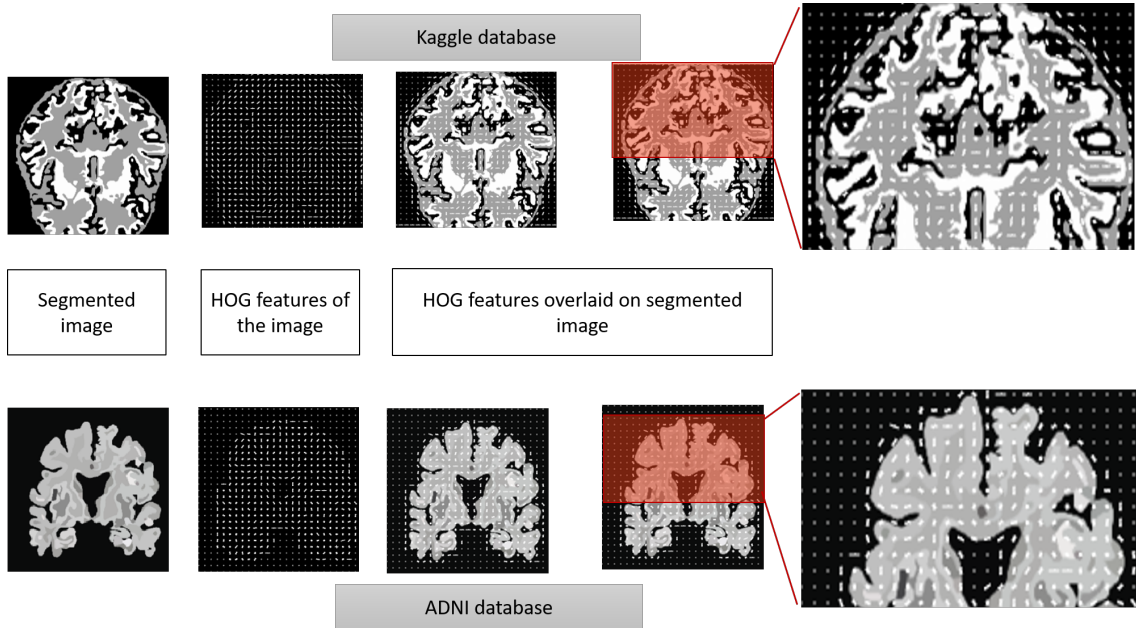 Kaggle database
Segmented
image
HOG features of
the image
HOG features overlaid on segmented
image
ADNI database